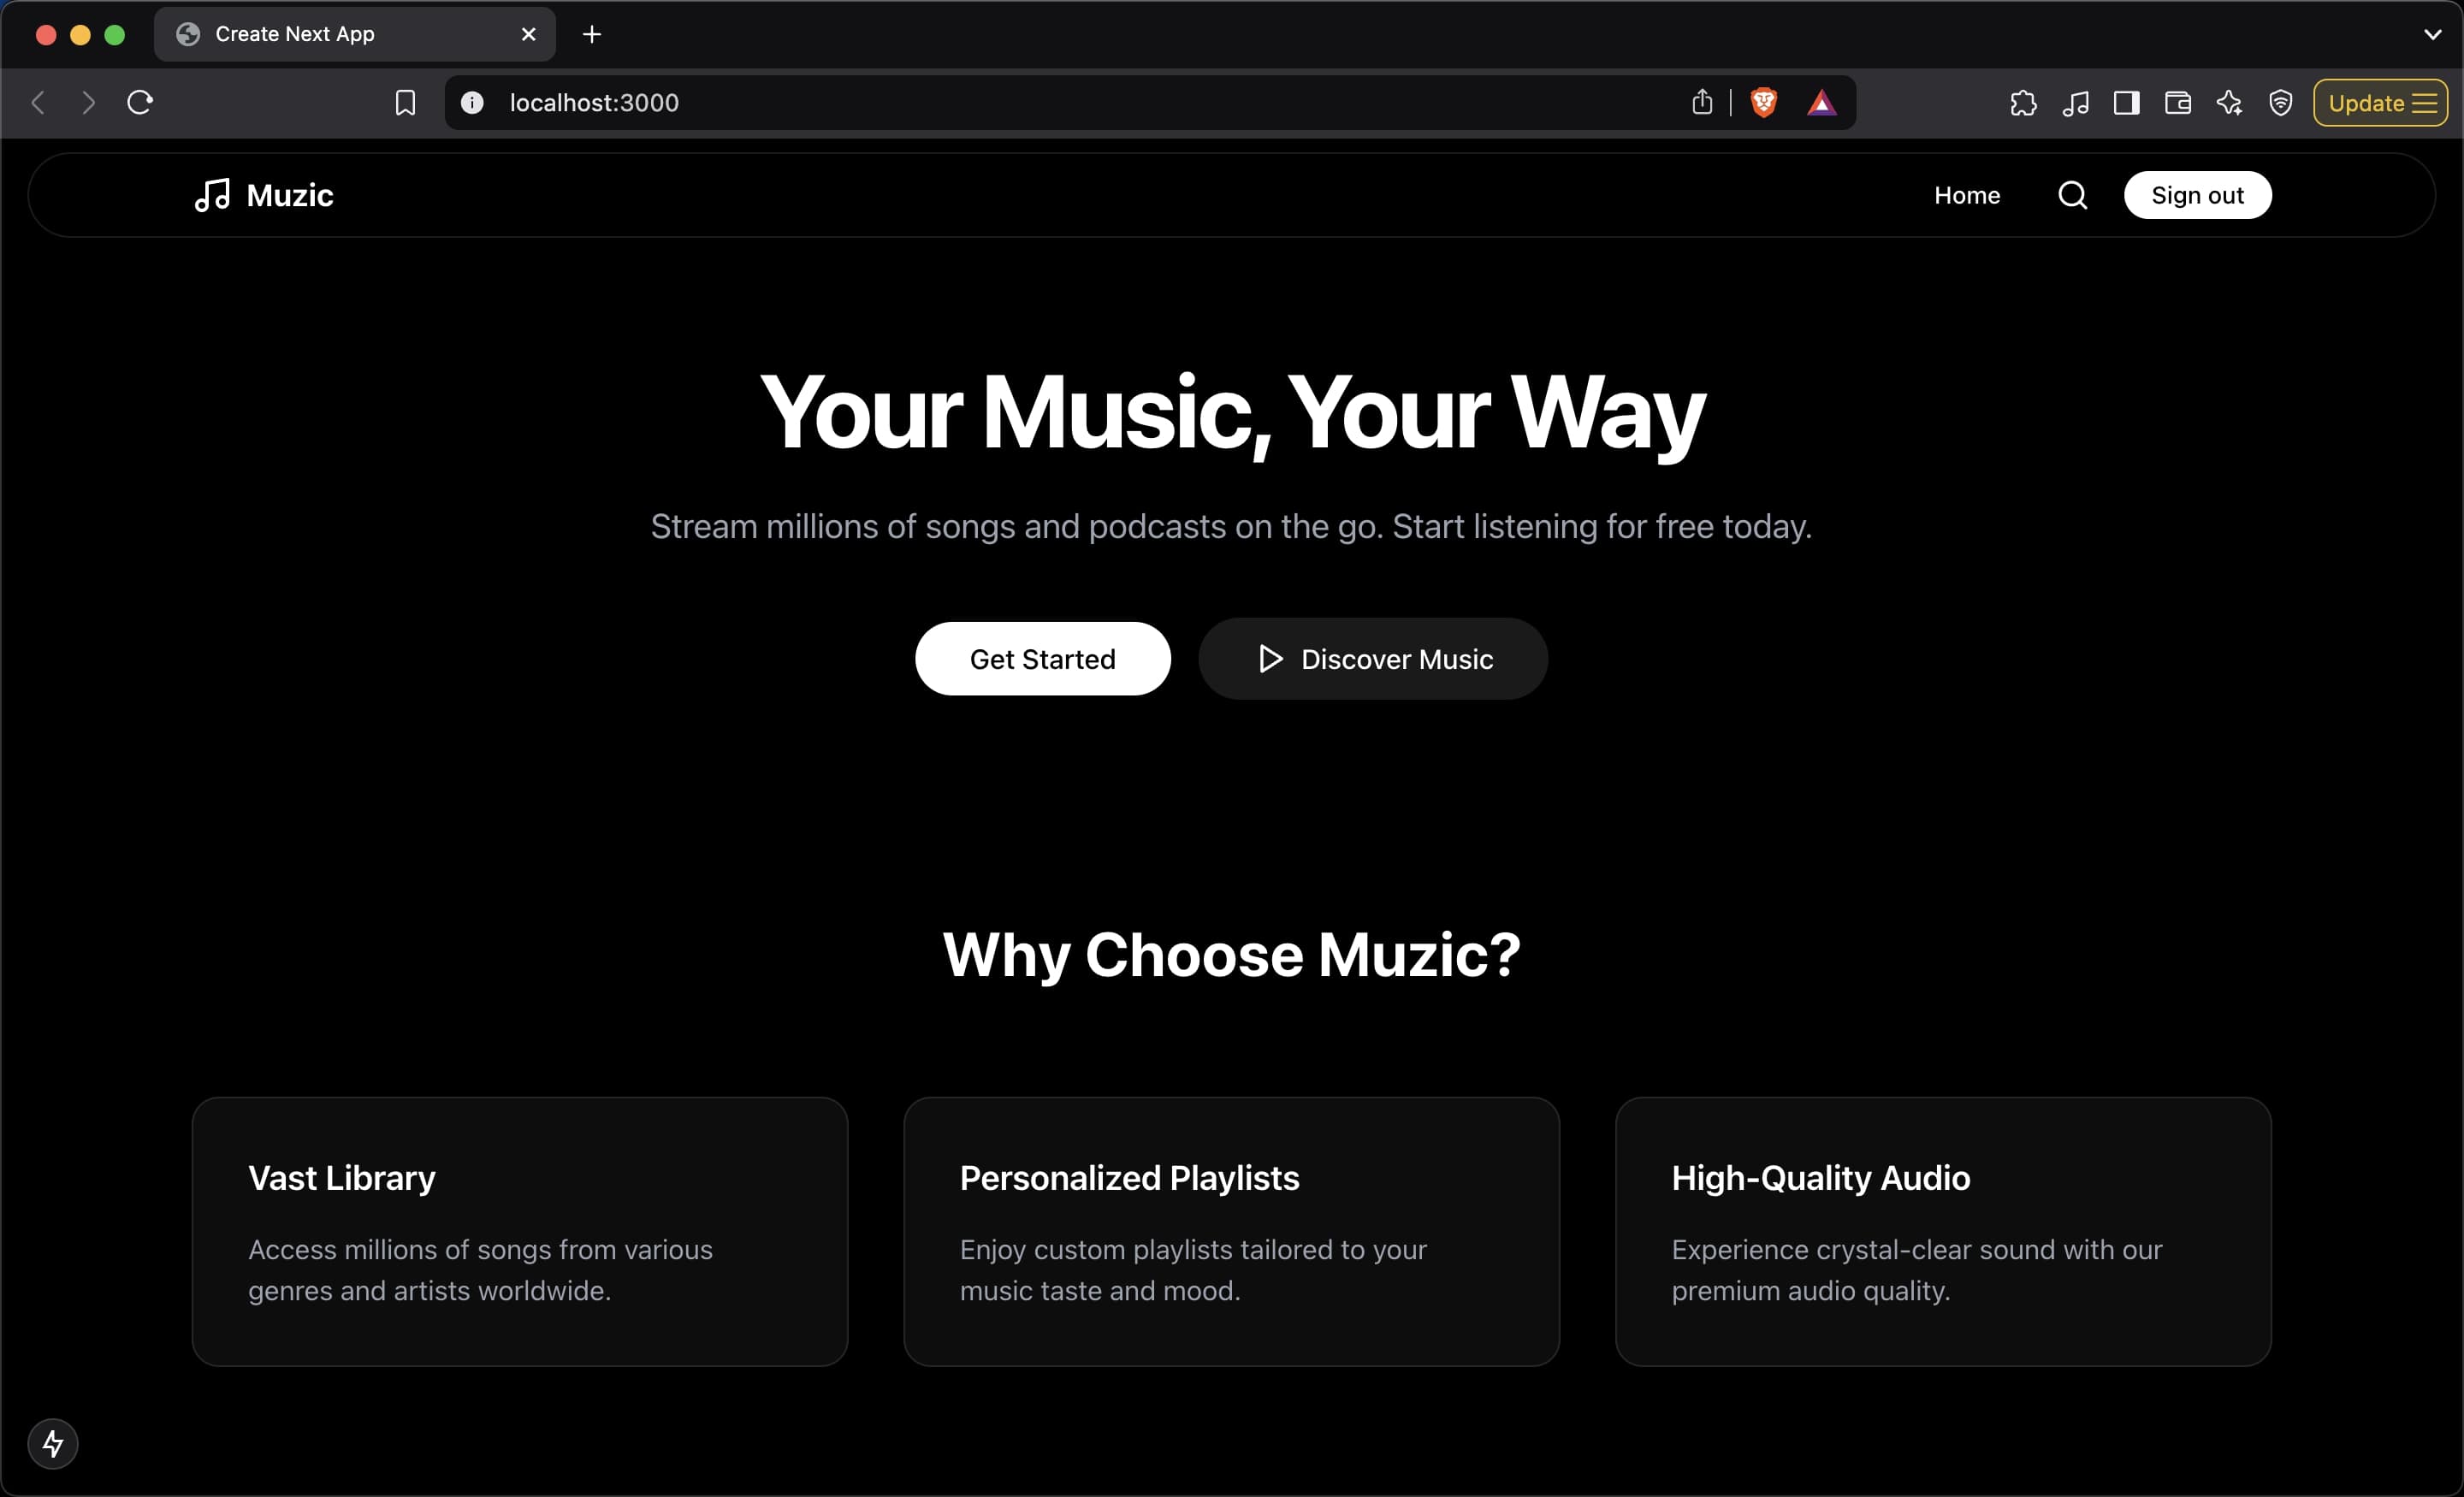 Create Next App
localhost:3000
Update
Muzic
Home
Sign out
Your Music, Your Way
Stream millions of songs and podcasts on the go. Start listening for free today.
Get Started
Discover Music
Why Choose Muzic?
Vast Library
Access millions of songs from various
genres and artists worldwide.
Personalized Playlists
Enjoy custom playlists tailored to your
music taste and mood.
High-Quality Audio
Experience crystal-clear sound with our
premium audio quality.